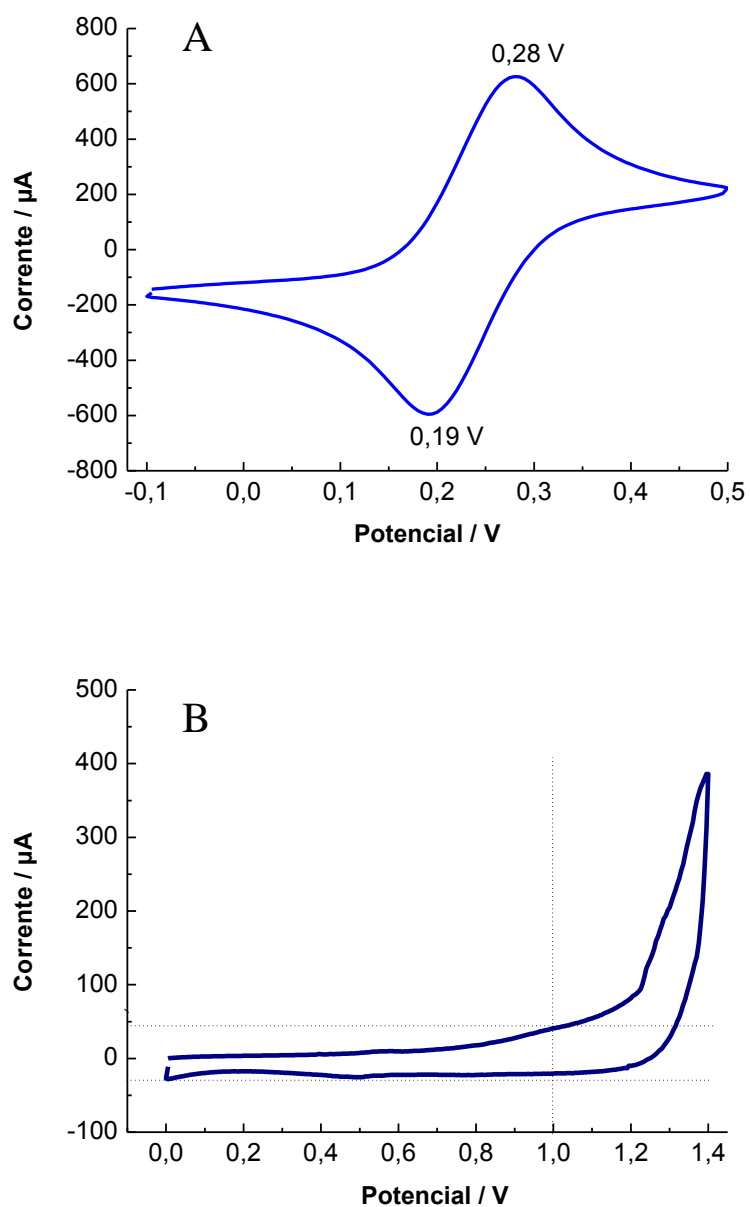 A
0,28 V
800
600
400
200
0
-200
-400
-600
-800
0,19 V
-0,1 0,0 0,1 0,2 0,3 0,4 0,5
Corrente / µA
Potencial / V
B
500
400
300
200
100
0
-100
0,0 0,2 0,4 0,6 0,8 1,0 1,2 1,4
Corrente / µA
Potencial / V